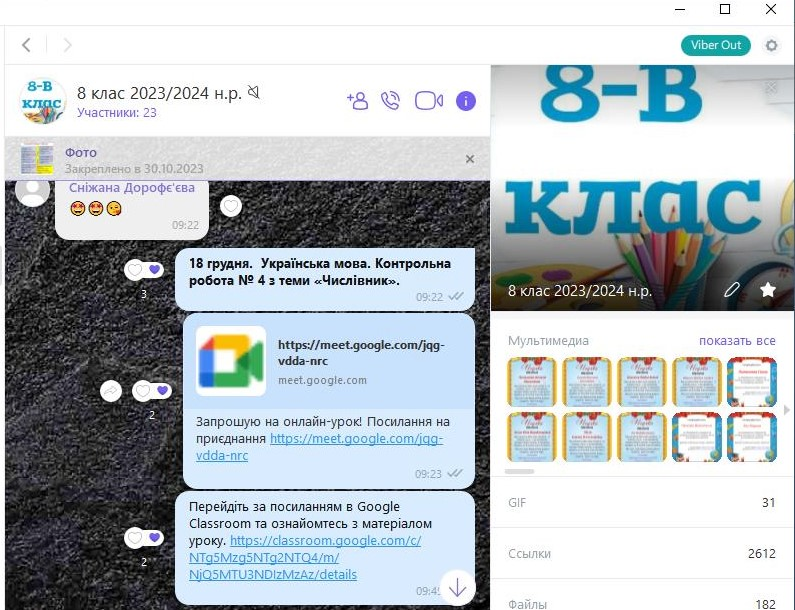 Viber Out
8-В
клас
8 клас 2023/2024 н.р.
Участники: 23
Фото
Закреплено в 30.10.2023
Сніжана Дорофє'єва
09:22
18 грудня. Українська мова. Контрольна
робота № 4 з теми «Числівник».
09:22
3
https://meet.google.com/jqg-
vdda-nrc
meet.google.com
Запрошую на онлайн-урок! Посилання на
приєднання https://meet.google.com/jqg-
vdda-nrc
09:23
2
Перейдіть за посиланням в Google
Classroom та ознайомтесь з матеріалом
уроку. https://classroom.google.com/c/
NTg5Mzg5NTg2NTQ4/m/
NjQ5MTU3NDIzMzAz/details
2
8-В
клас
8 клас 2023/2024 н.р.
Мультимедиа
показать все
GIF
31
Ссылки
2612
Файлы
182